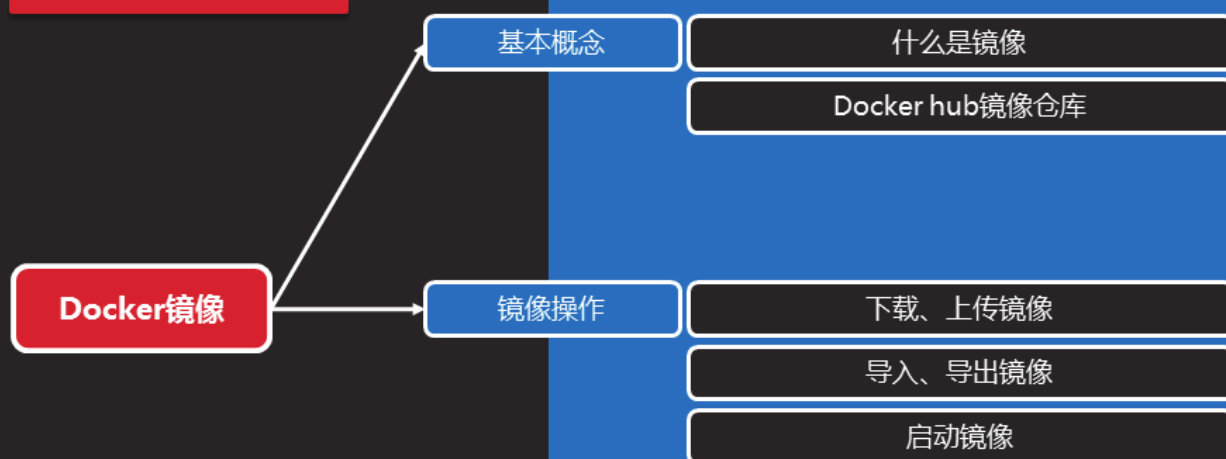 基本概念
什么是镜像
Docker hub镜像仓库
Docker镜像
镜像操作
下载、上传镜像
导入、导出镜像
启动镜像